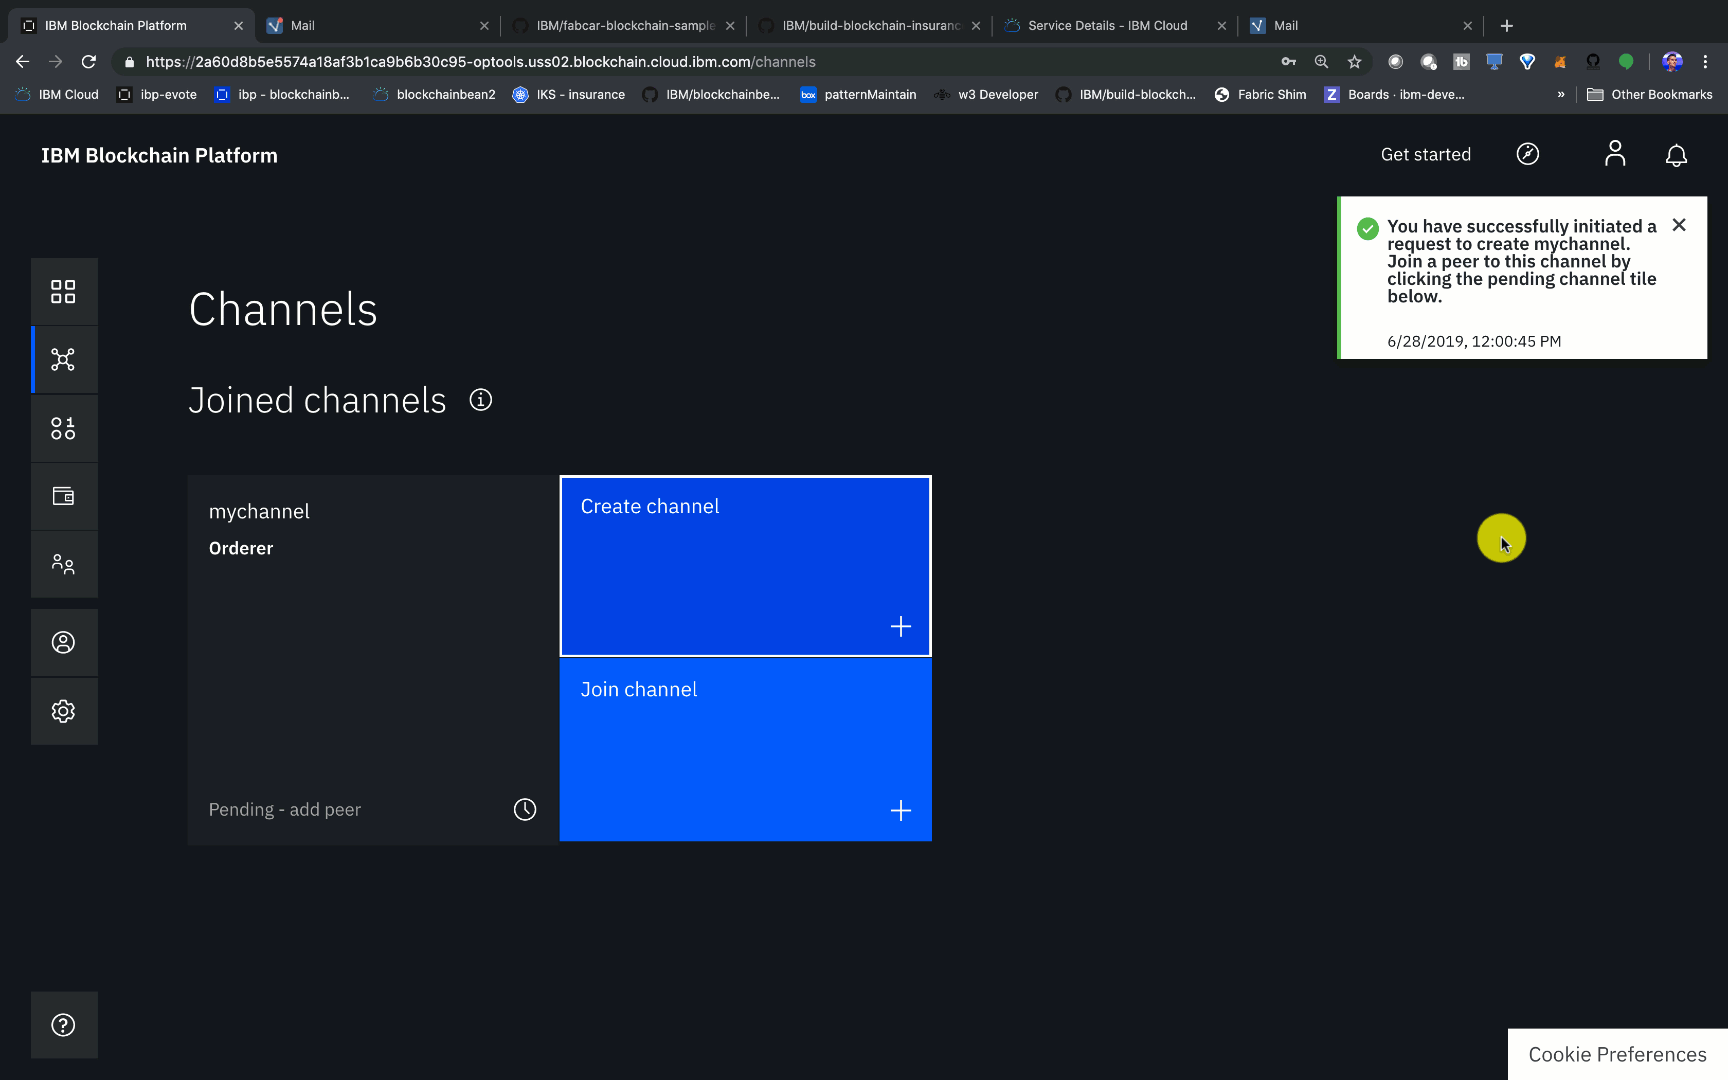 IBM Blockchain Platform
Mail
IBM/fabcar-blockchain-sample
IBM/build-blockchain-insuranc
Service Details - IBM Cloud
Mail
https://2a60d8b5e5574a18af3b1ca9b6b30c95-optools.uss02.blockchain.cloud.ibm.com/channels
IBM Cloud
ibp-evote
ibp - blockchainb...
blockchainbean2
IKS - insurance
IBM/blockchainbe...
box
patternMaintain
w3 Developer
IBM/build-blockch...
Fabric Shim
Z
Boards · ibm-deve...
»
Other Bookmarks
IBM Blockchain Platform
Get started
You have successfully initiated a
request to create mychannel.
Join a peer to this channel by
clicking the pending channel tile
below.
6/28/2019, 12:00:45 PM
Channels
Joined channels
mychannel
Orderer
Pending - add peer
Create channel
Join channel
Cookie Preferences